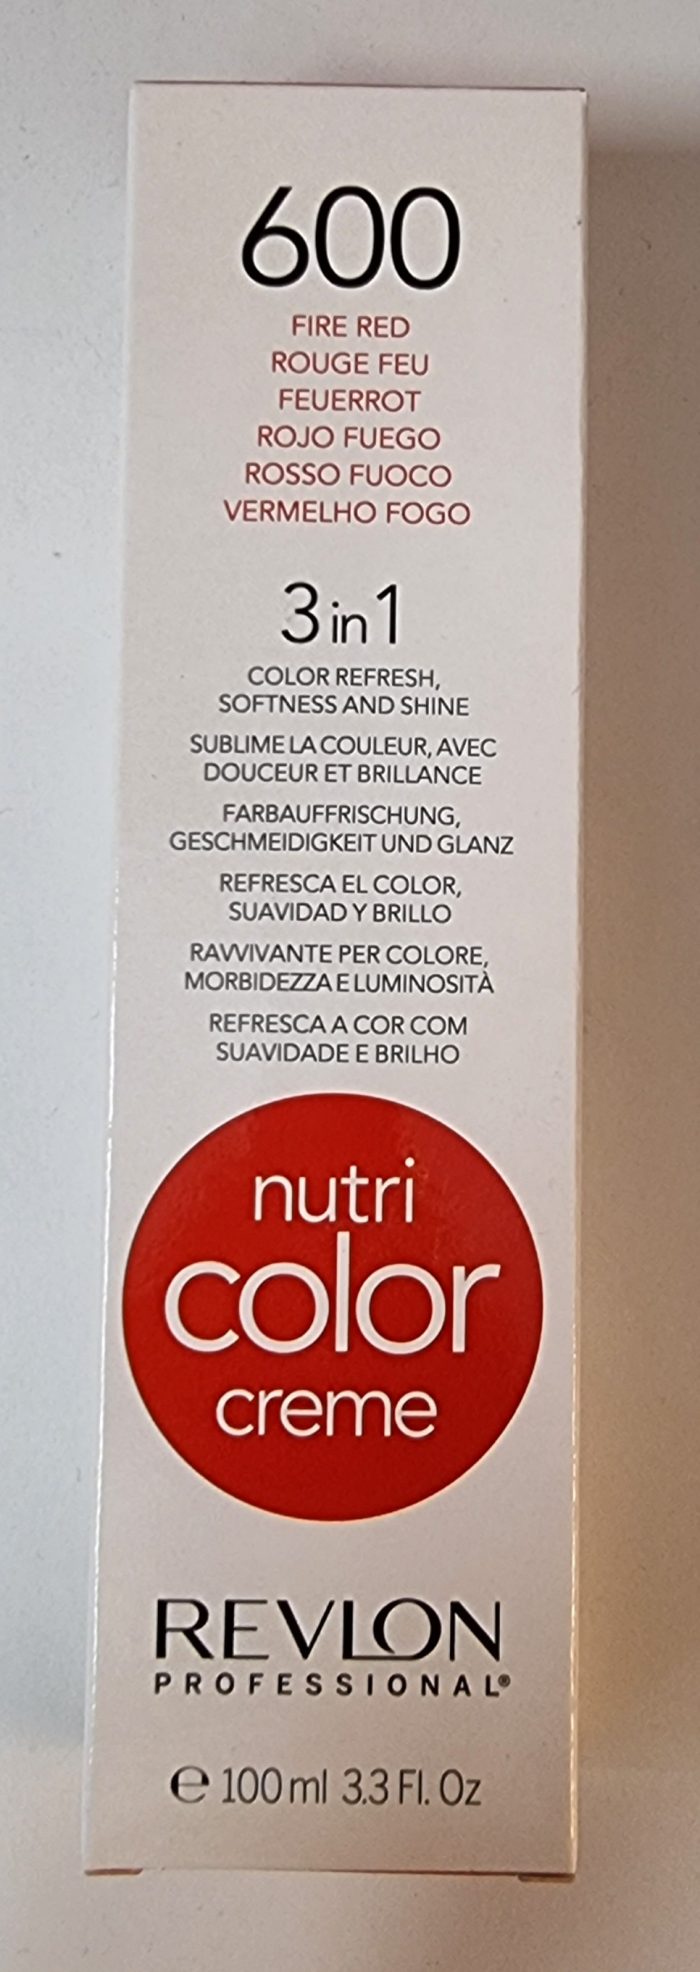 600
FIRE RED
ROUGE FEU
FEUERROT
ROJO FUEGO
ROSSO FUOCO
VERMELHO FOGO
3 in 1
COLOR REFRESH,
SOFTNESS AND SHINE
SUBLIME LA COULEUR, AVEC
DOUCEUR ET BRILLANCE
FARBAUFFRISCHUNG,
GESCHMEIDIGKEIT UND GLANZ
REFRESCA EL COLOR,
SUAVIDAD Y BRILLO
RAVVIVANTE PER COLORE,
MORBIDEZZA E LUMINOSITÀ
REFRESCA A COR COM
SUAVIDADE E BRILHO
nutri
color
creme
REVLON
PROFESSIONAL®
℮ 100 ml 3.3 Fl. Oz